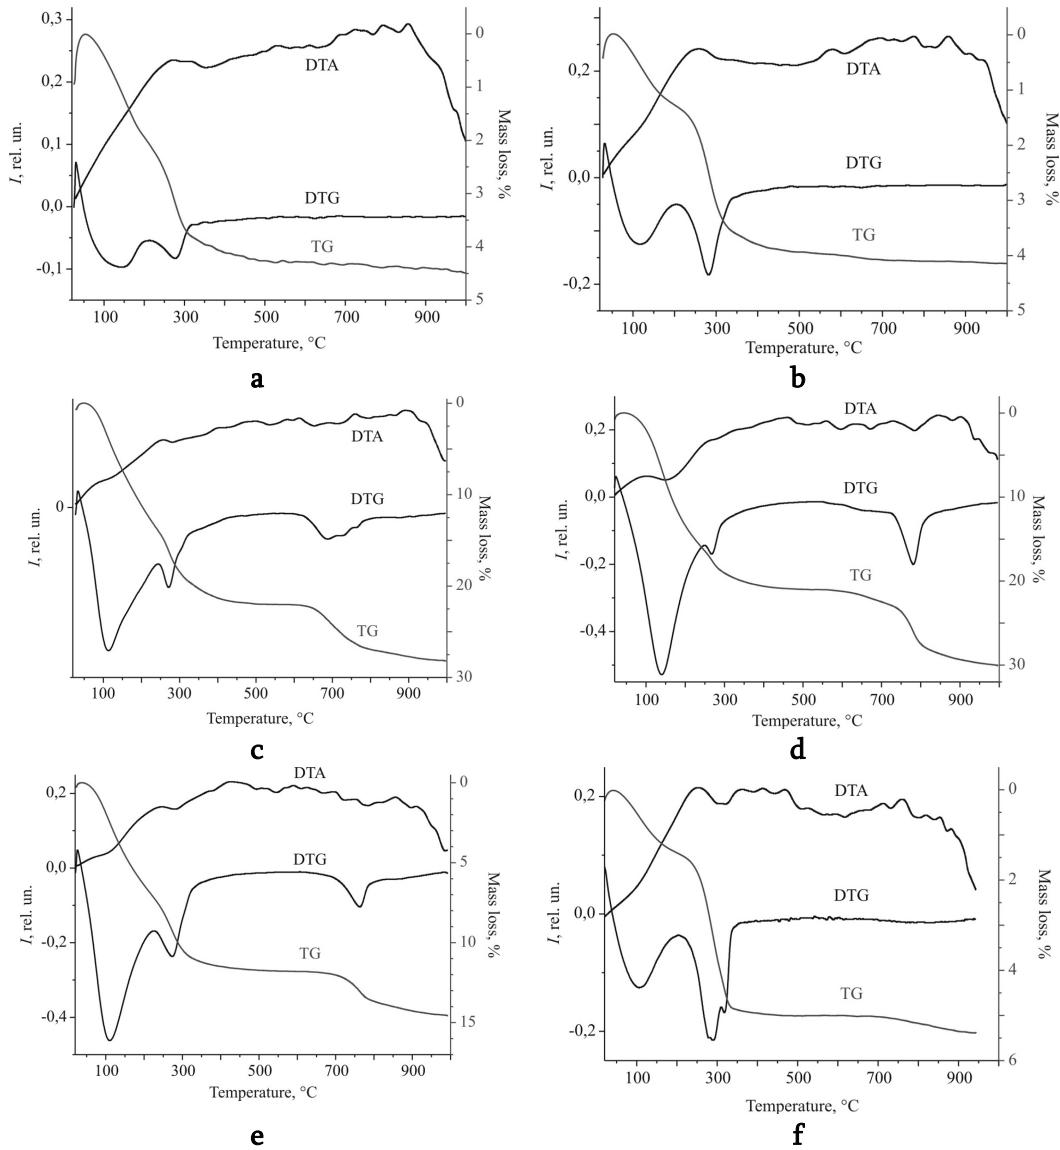 0,3
0,2
0,1
0,0
-0,1
I, rel. un.
DTA
DTG
TG
0
1
2
3
4
5
Mass loss, %
100 300 500 700 900
Temperature, °C
a
0,2
0,0
-0,2
I, rel. un.
DTA
DTG
TG
0
1
2
3
4
5
Mass loss, %
100 300 500 700 900
Temperature, °C
b
0
I, rel. un.
DTA
DTG
TG
0
10
20
30
Mass loss, %
100 300 500 700 900
Temperature, °C
c
0,2
0,0
-0,2
-0,4
I, rel. un.
DTA
DTG
TG
0
10
20
30
Mass loss, %
100 300 500 700 900
Temperature, °C
d
0,2
0,0
-0,2
-0,4
I, rel. un.
DTA
DTG
TG
0
5
10
15
Mass loss, %
100 300 500 700 900
Temperature, °C
e
0,2
0,0
-0,2
I, rel. un.
DTA
DTG
TG
0
2
4
6
Mass loss, %
100 300 500 700 900
Temperature, °C
f